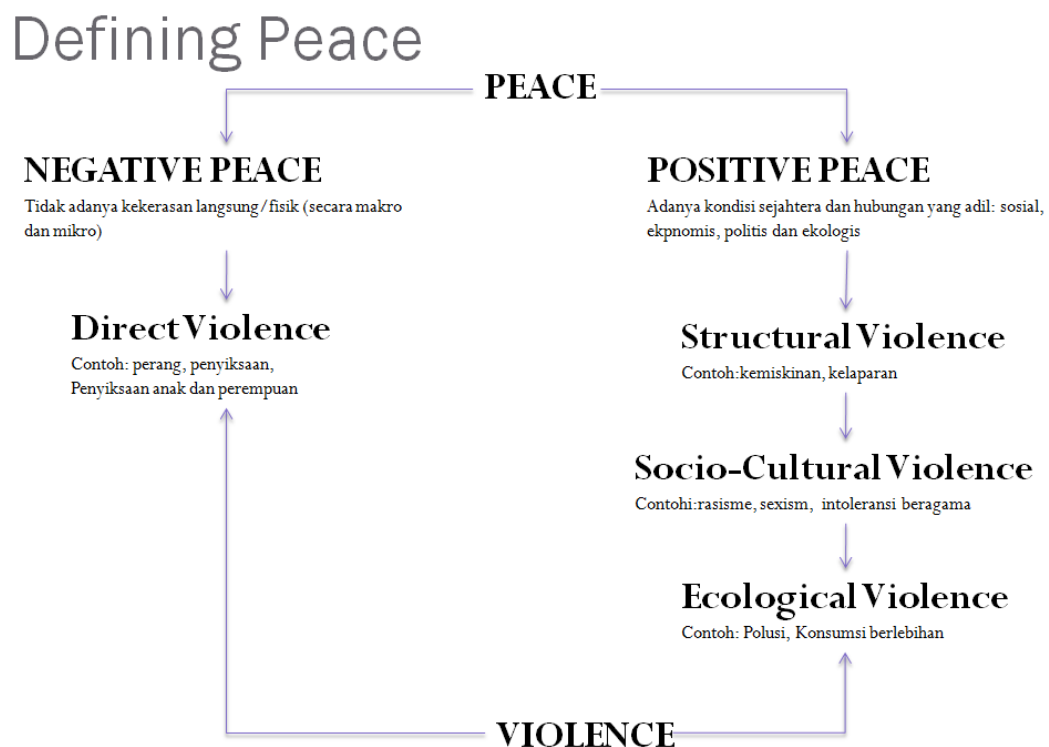 Defining Peace
PEACE
NEGATIVE PEACE
Tidak adanya kekerasan langsung/fisik (secara makro
dan mikro)
Direct Violence
Contoh: perang, penyiksaan,
Penyiksaan anak dan perempuan
POSITIVE PEACE
Adanya kondisi sejahtera dan hubungan yang adil: sosial,
ekpnomis, politis dan ekologis
Structural Violence
Contoh:kemiskinan, kelaparan
Socio-Cultural Violence
Contohi:rasisme, sexism, intoleransi beragama
Ecological Violence
Contoh: Polusi, Konsumsi berlebihan
VIOLENCE